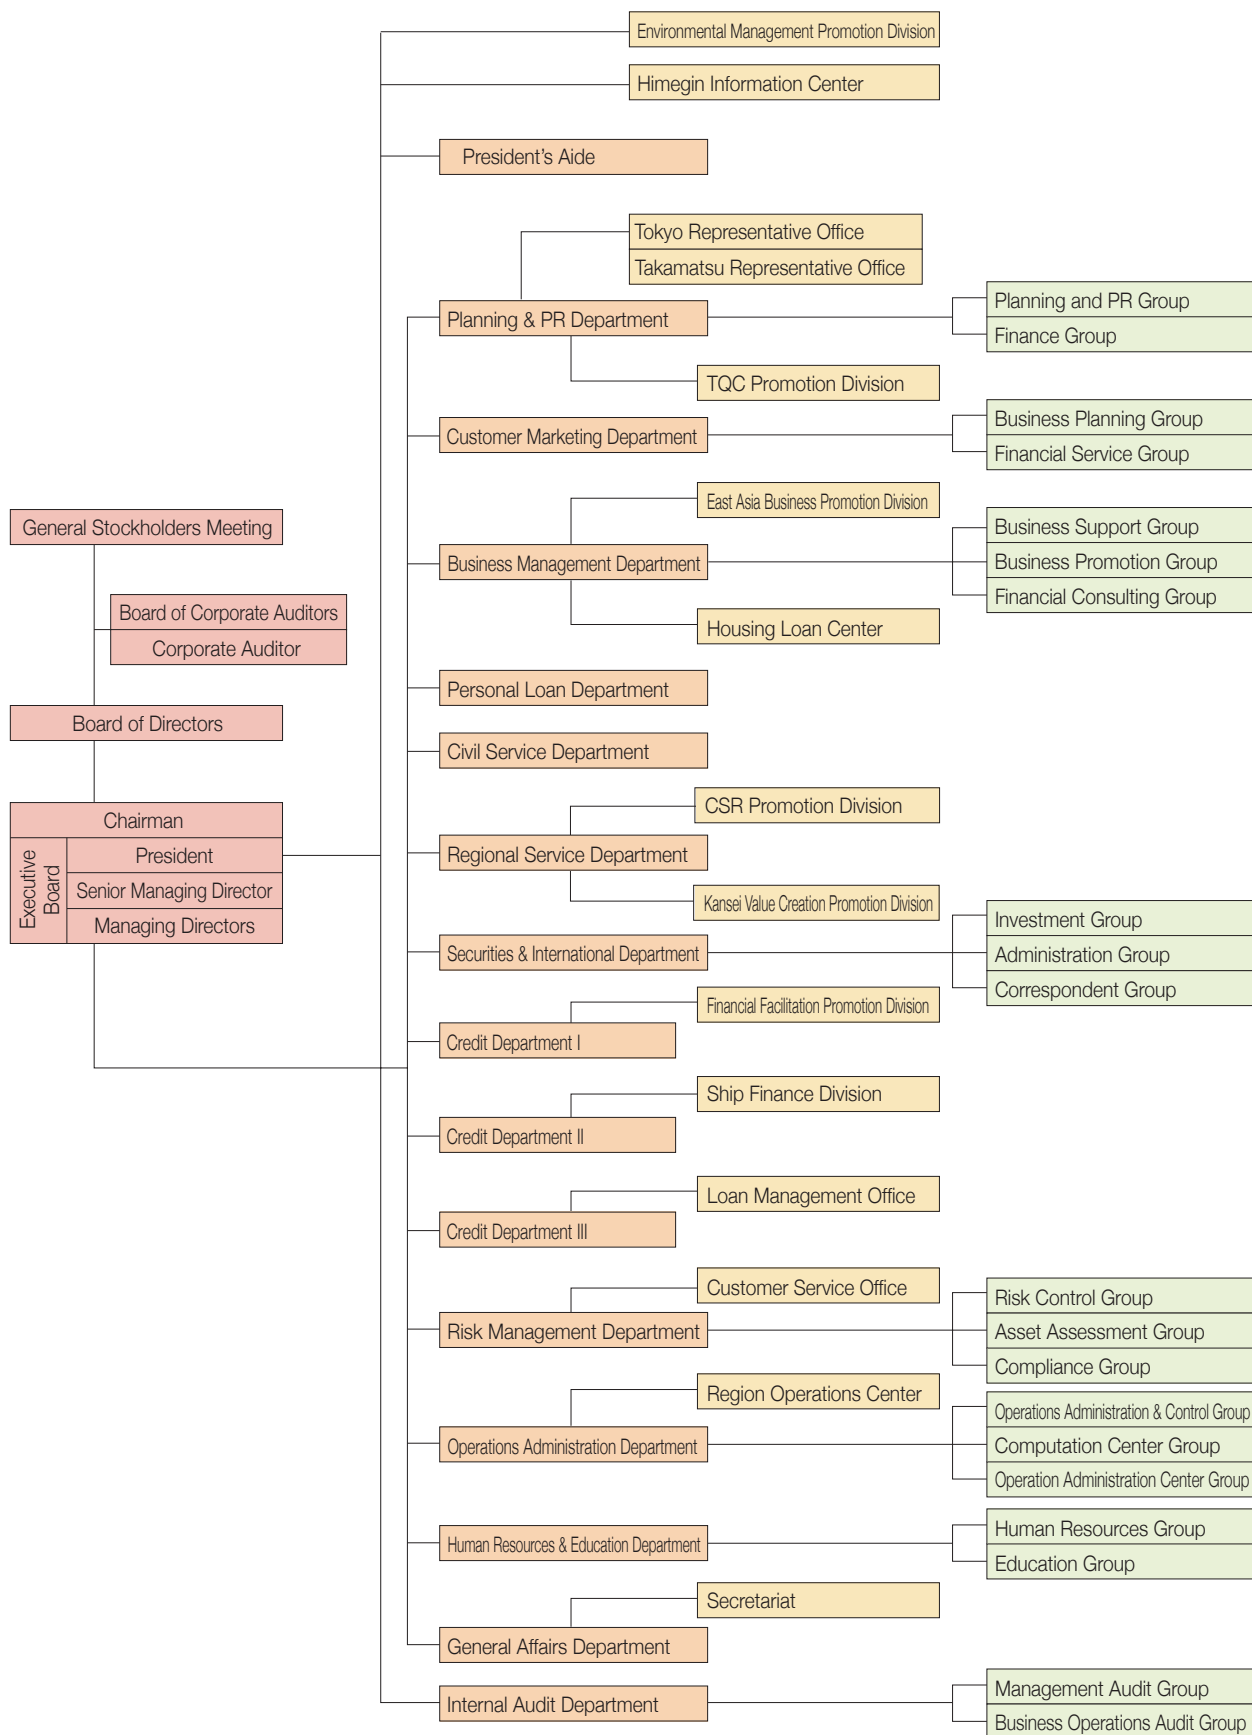 Environmental Management Promotion Division
Himegin Information Center
President's Aide
Tokyo Representative Office
Takamatsu Representative Office
Planning & PR Department
Planning and PR Group
Finance Group
TQC Promotion Division
Customer Marketing Department
Business Planning Group
Financial Service Group
General Stockholders Meeting
Board of Corporate Auditors
Corporate Auditor
Board of Directors
Chairman
Executive
Board
President
Senior Managing Director
Managing Directors
East Asia Business Promotion Division
Business Management Department
Business Support Group
Business Promotion Group
Financial Consulting Group
Housing Loan Center
Personal Loan Department
Civil Service Department
CSR Promotion Division
Regional Service Department
Kansei Value Creation Promotion Division
Securities & International Department
Investment Group
Administration Group
Correspondent Group
Financial Facilitation Promotion Division
Credit Department I
Ship Finance Division
Credit Department II
Loan Management Office
Credit Department III
Customer Service Office
Risk Management Department
Risk Control Group
Asset Assessment Group
Compliance Group
Region Operations Center
Operations Administration Department
Operations Administration & Control Group
Computation Center Group
Operation Administration Center Group
Human Resources & Education Department
Human Resources Group
Education Group
Secretariat
General Affairs Department
Internal Audit Department
Management Audit Group
Business Operations Audit Group